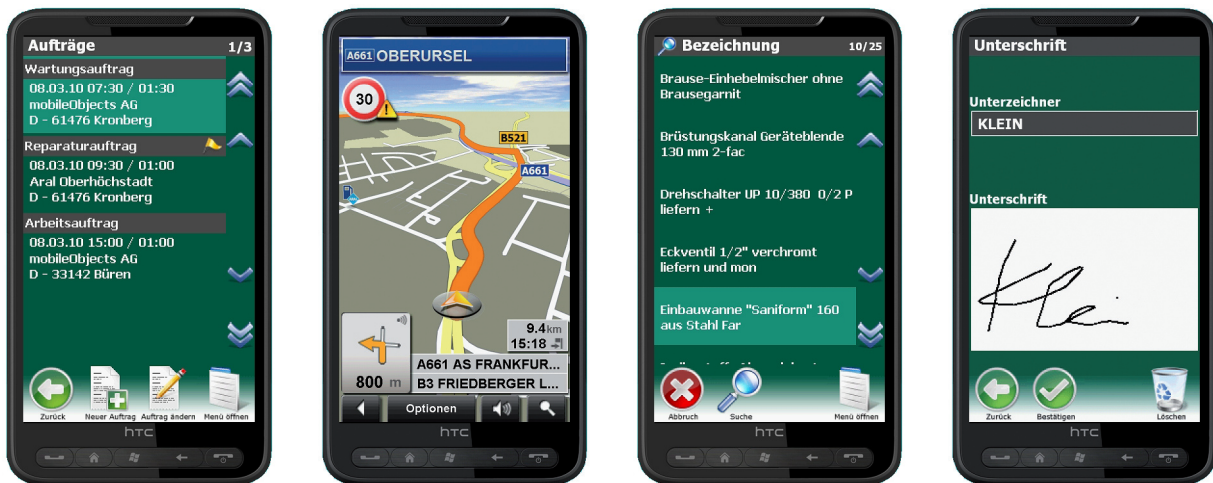 Aufträge 1/3
Wartungsauftrag
08.03.10 07:30 / 01:30
mobileObjects AG
D - 61476 Kronberg
Reparaturauftrag
08.03.10 09:30 / 01:00
Aral Oberhöchstadt
D - 61476 Kronberg
Arbeitsauftrag
08.03.10 15:00 / 01:00
mobileObjects AG
D - 33142 Büren
Zurück Neuer Auftrag Auftrag ändern Menü öffnen
hTC
A661 OBERURSEL
30
B521
A661
9.4km
15:18
800 m
A661 AS FRANKFUR...
B3 FRIEDBERGER L...
Optionen
hTC
Bezeichnung 10/25
Brause-Einhebelmischer ohne
Brausegarnit
Brüstungskanal Geräteblende
130 mm 2-fac
Drehschalter UP 10/380 0/2 P
liefern +
Eckventil 1/2" verchromt
liefern und mon
Einbauwanne "Saniform" 160
aus Stahl Far
Abbruch Suche Menü öffnen
hTC
Unterschrift
Unterzeichner
KLEIN
Unterschrift
Klein
Zurück Bestätigen Löschen
hTC